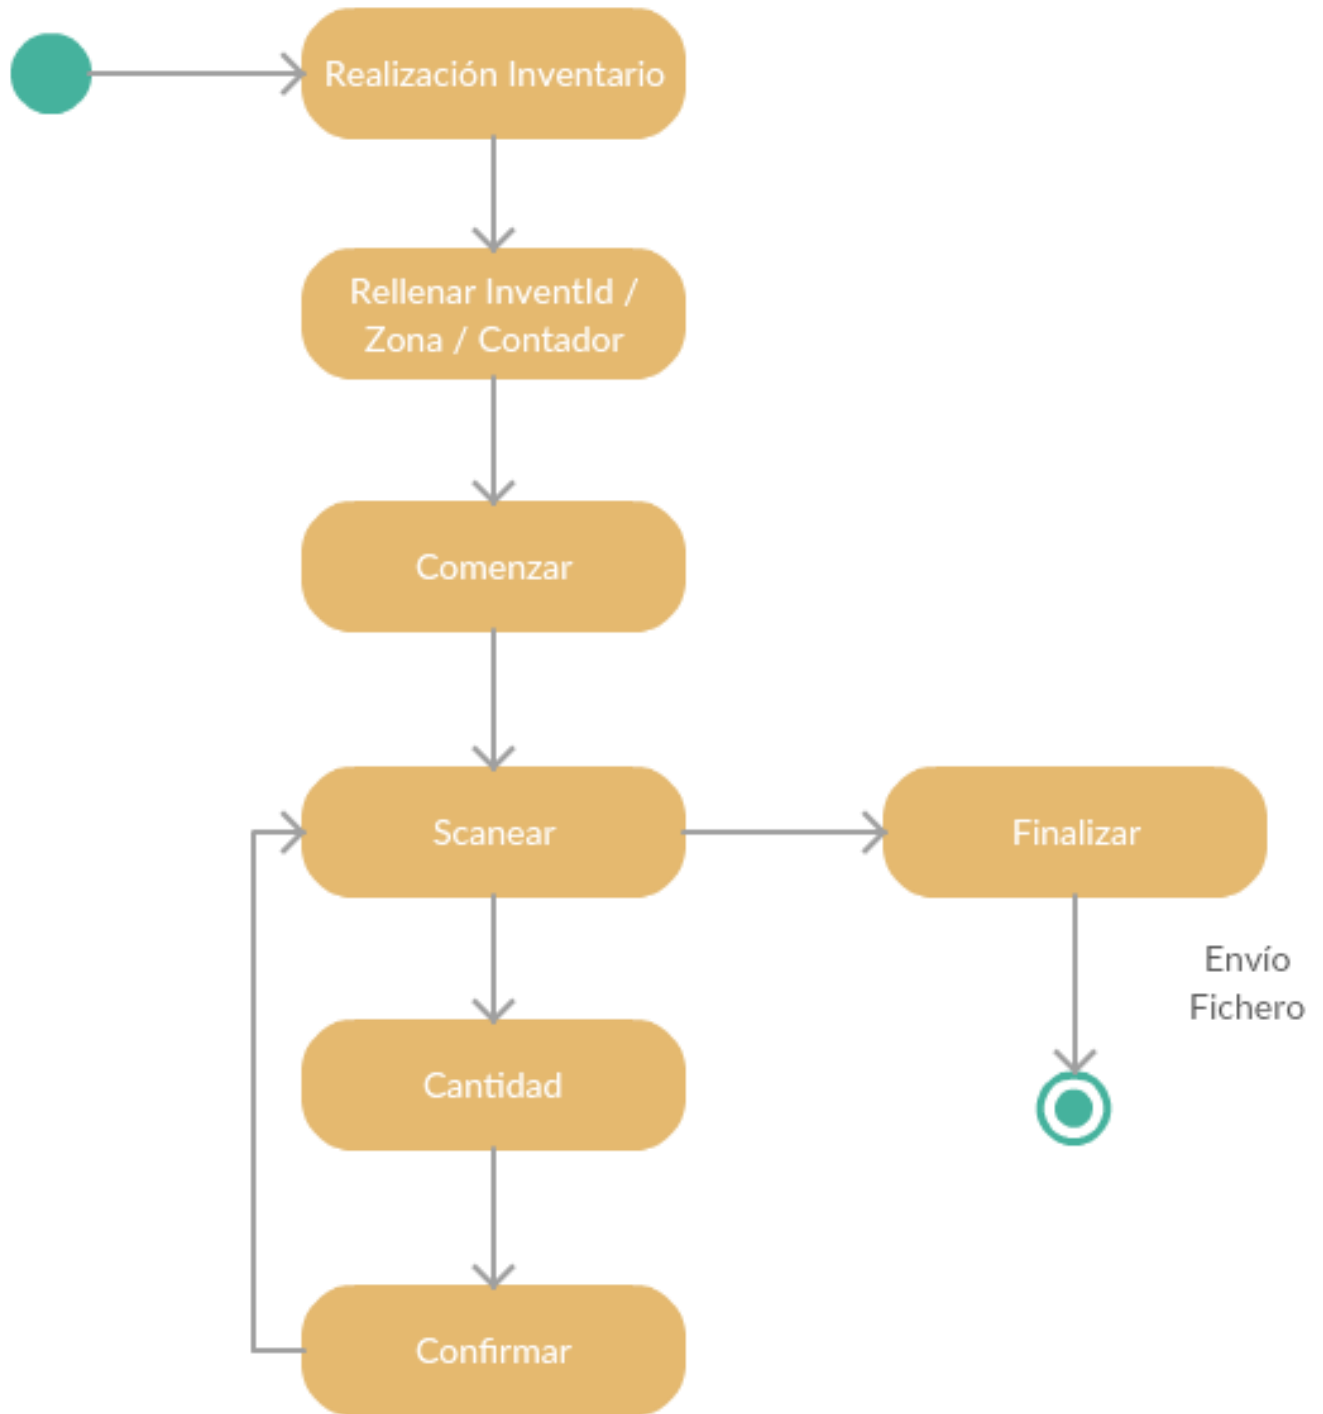 Realización Inventario
Rellenar InventId /
Zona / Contador
Comenzar
Scanear
Finalizar
Envío
Fichero
Cantidad
Confirmar